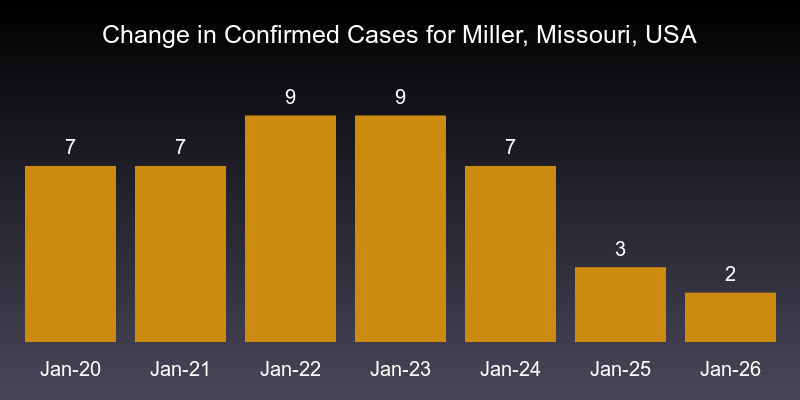 Change in Confirmed Cases for Miller, Missouri, USA
7 7 9 9 7 3 2
Jan-20 Jan-21 Jan-22 Jan-23 Jan-24 Jan-25 Jan-26